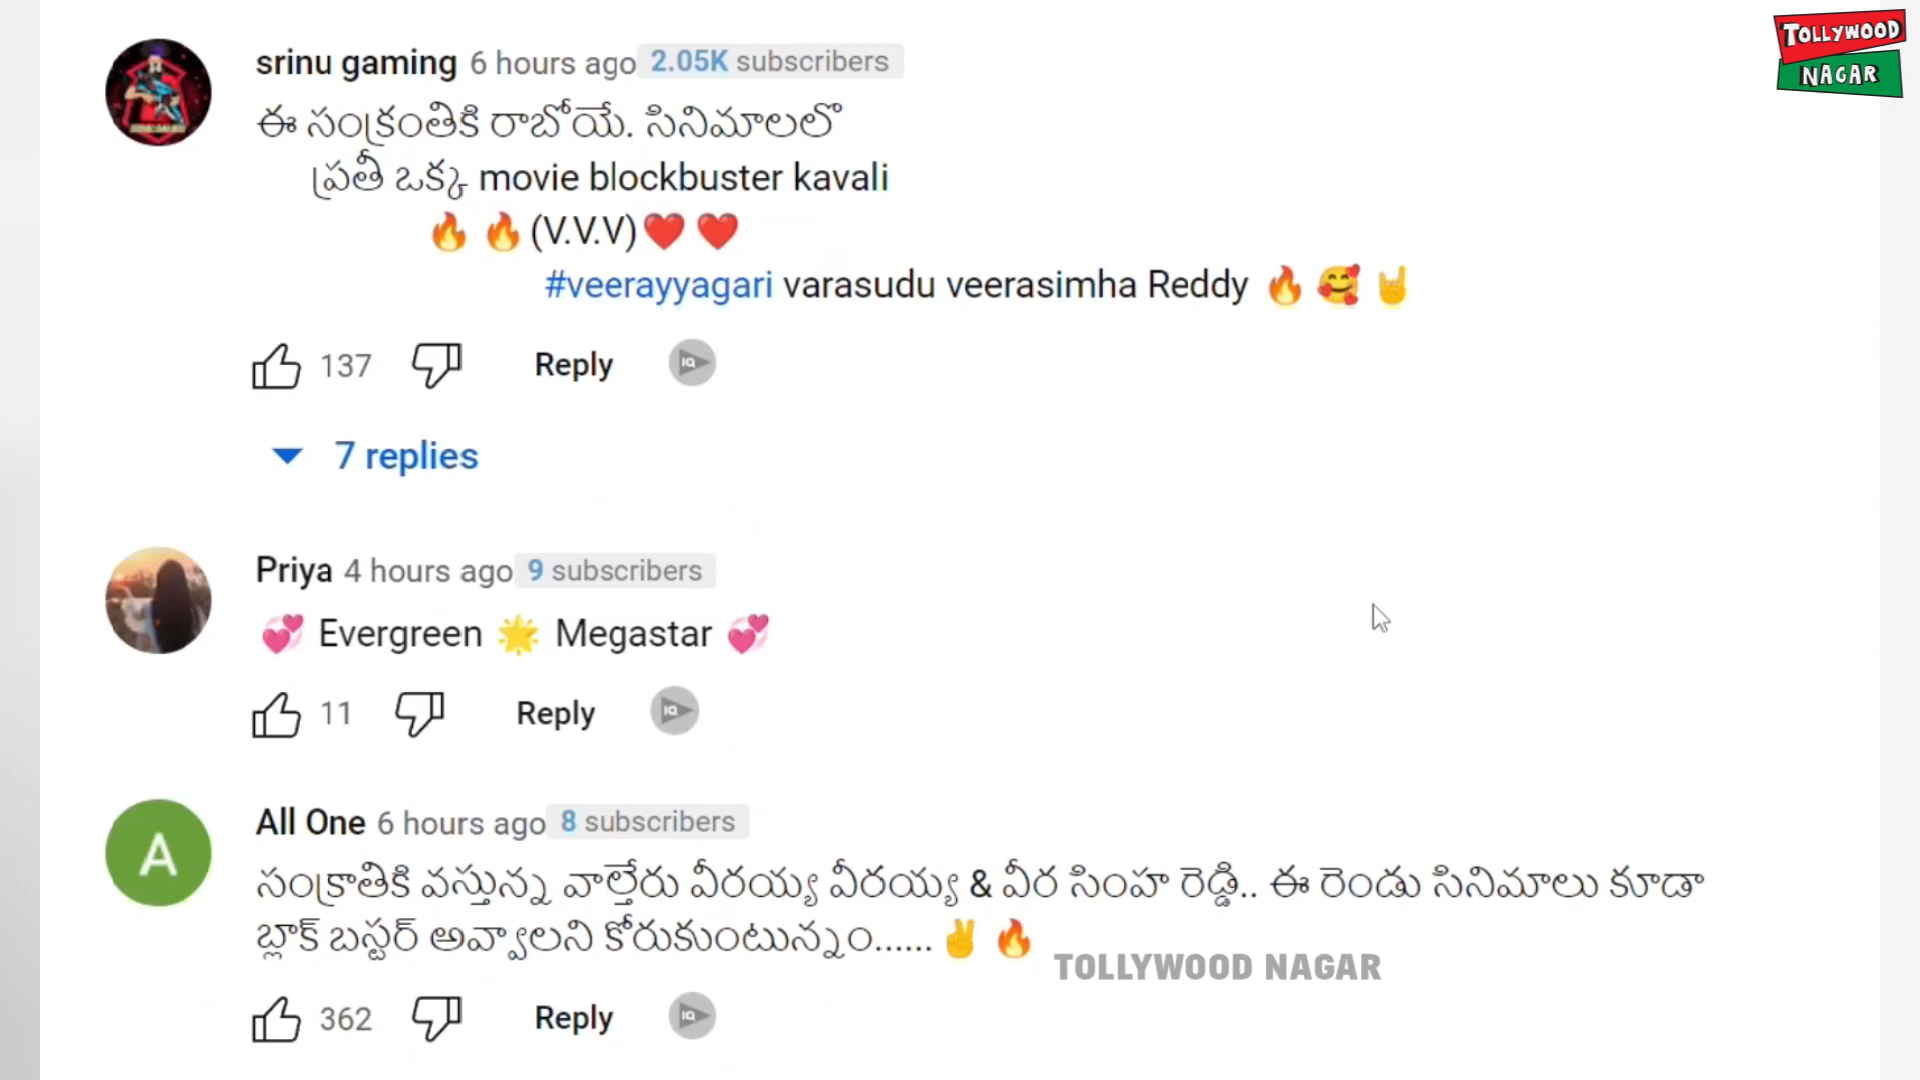 TOLLYWOOD
NAGAR
srinu gaming 6 hours ago 2.05K subscribers
ఈ సంక్రంతికి రాబోయే. సినిమాలలొ
ప్రతీ ఒక్క movie blockbuster kavali
🔥 🔥 (V.V.V)❤️ ❤️
#veerayyagari varasudu veerasimha Reddy 🔥 🥰 🤘
137 Reply
7 replies
Priya 4 hours ago 9 subscribers
💞 Evergreen 🌟 Megastar 💞
11 Reply
A
All One 6 hours ago 8 subscribers
సంక్రాతికి వస్తున్న వాల్తేరు వీరయ్య వీరయ్య & వీర సింహ రెడ్డి.. ఈ రెండు సినిమాలు కూడా
బ్లాక్ బస్టర్ అవ్వాలని కోరుకుంటున్నం...... ✌️ 🔥
TOLLYWOOD NAGAR
362 Reply